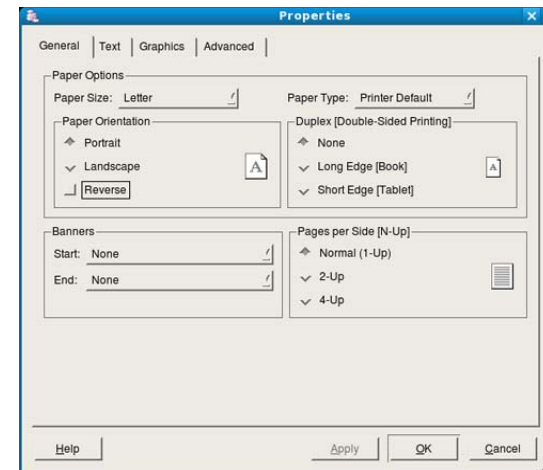 Properties
General Text Graphics Advanced
Paper Options
Paper Size: Letter
Paper Type: Printer Default
Paper Orientation
Portrait
Landscape
Reverse
A
Duplex [Double-Sided Printing]
None
Long Edge [Book]
Short Edge [Tablet]
A
Banners
Start: None
End: None
Pages per Side [N-Up]
Normal (1-Up)
2-Up
4-Up
Help Apply OK Cancel